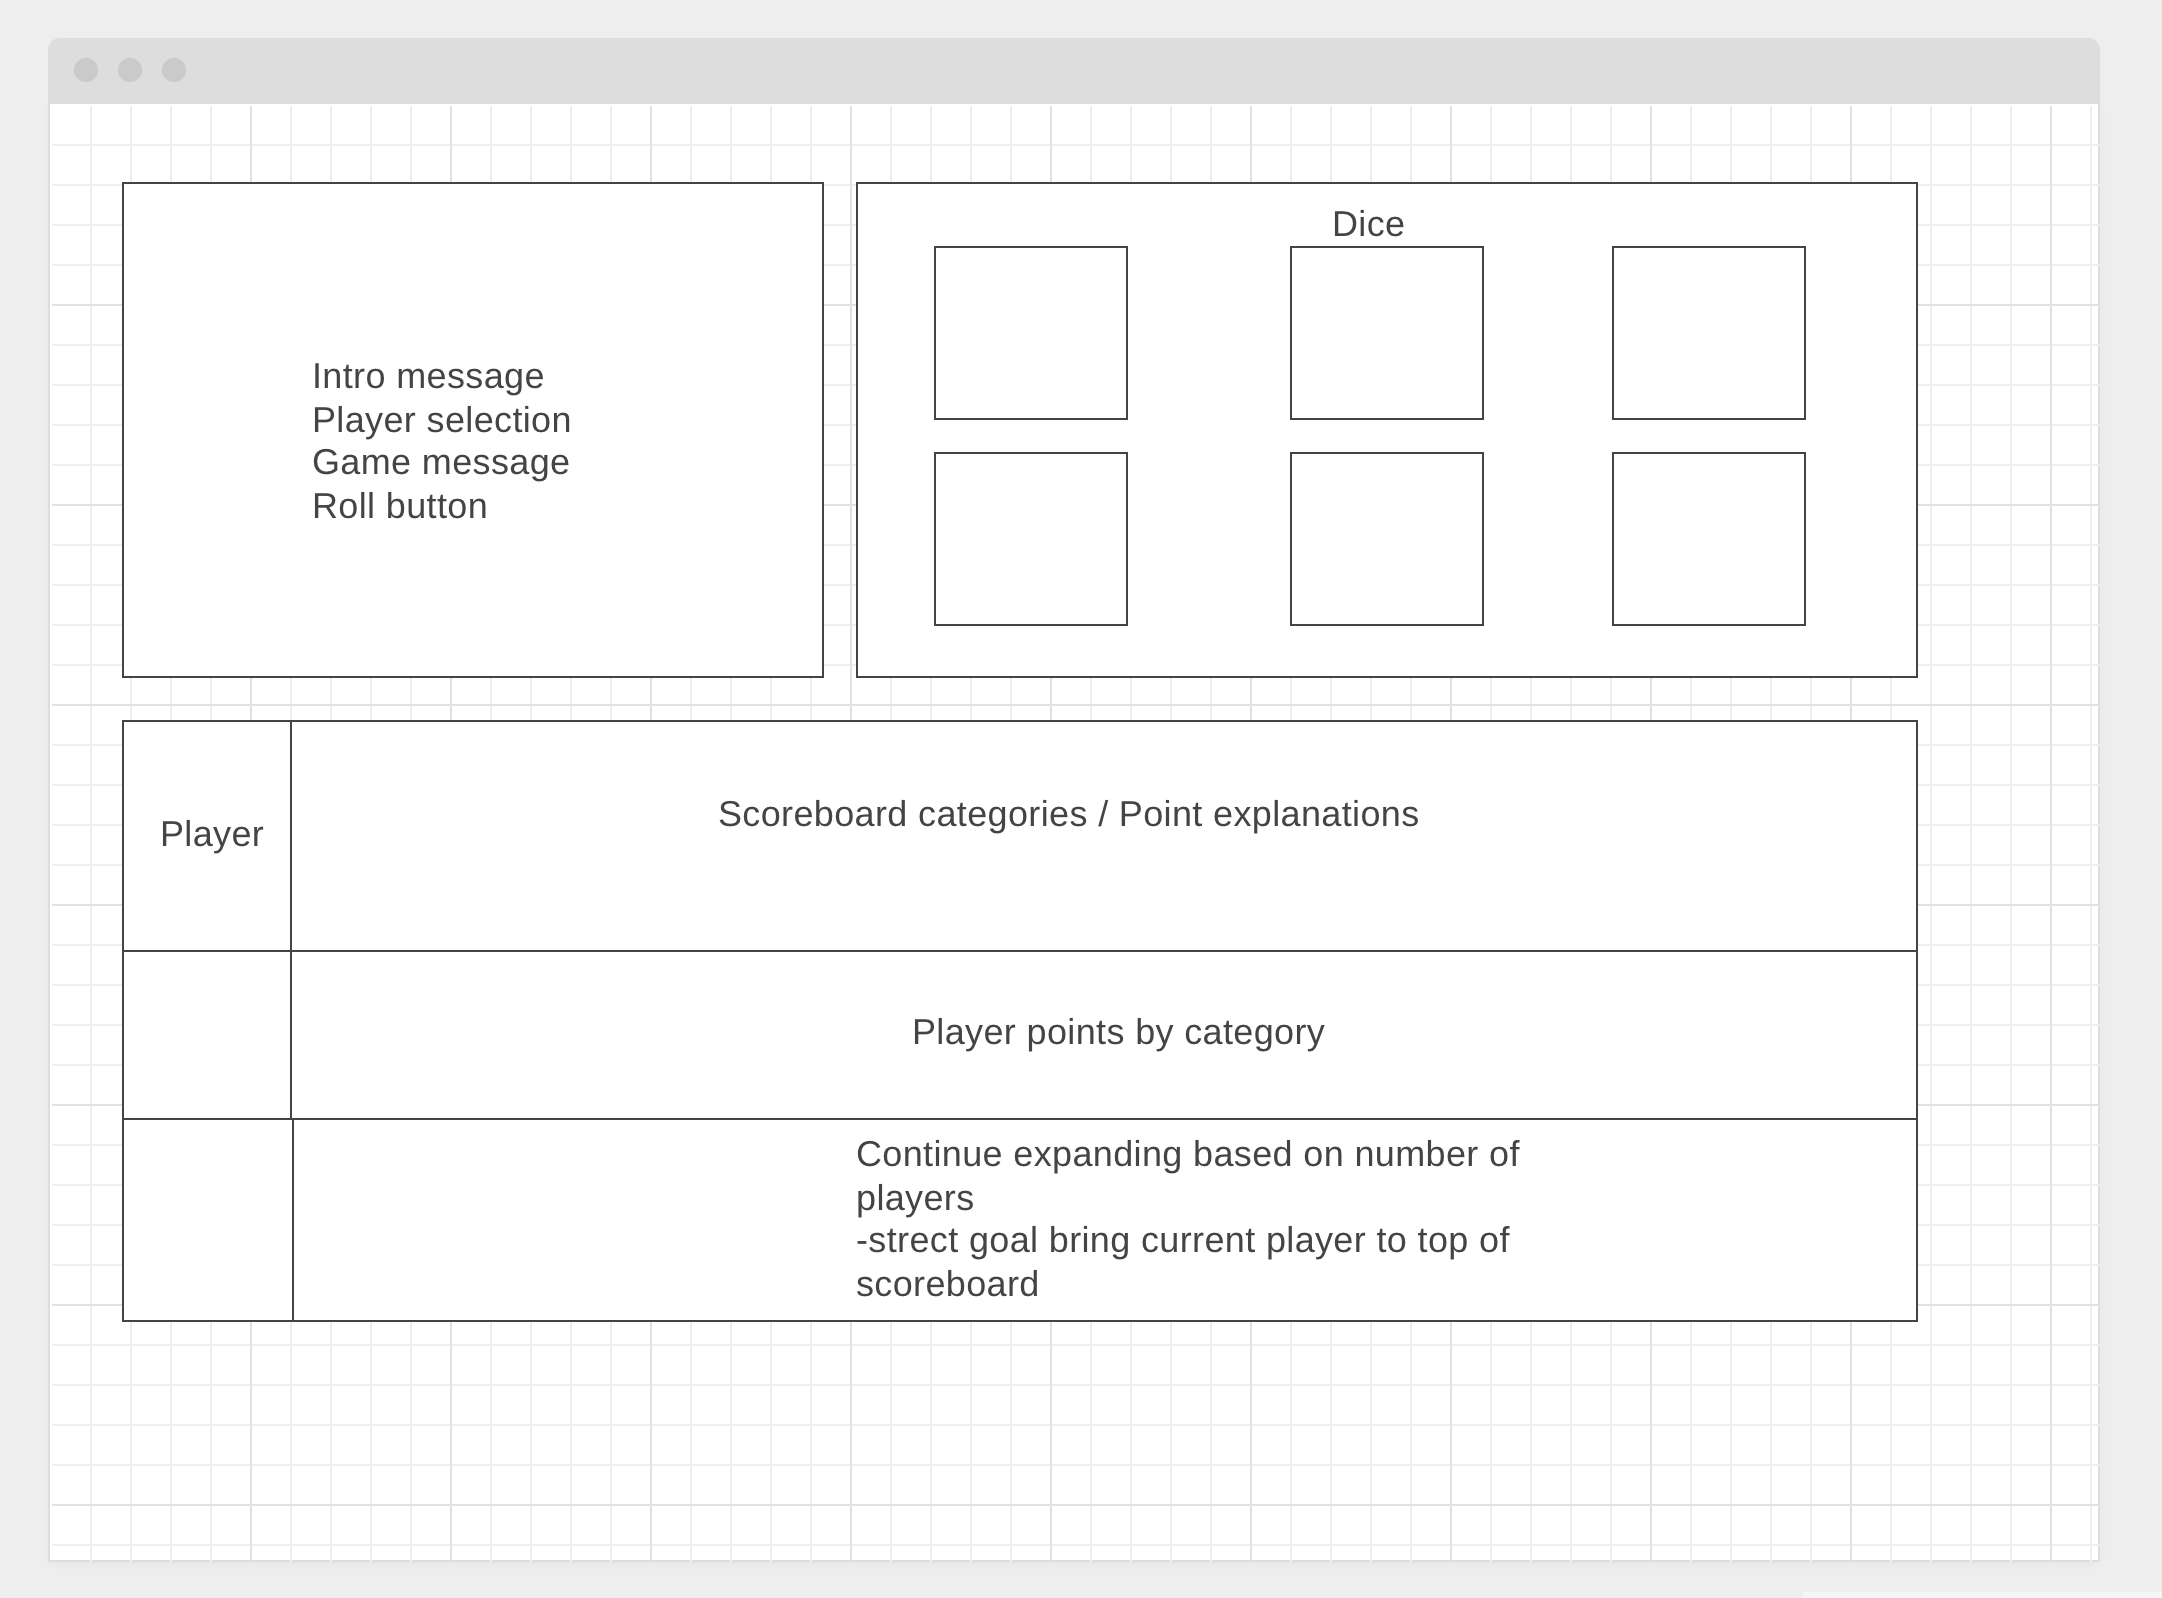 Dice
Intro message
Player selection
Game message
Roll button
Player
Scoreboard categories / Point explanations
Player points by category
Continue expanding based on number of
players
-strect goal bring current player to top of
scoreboard